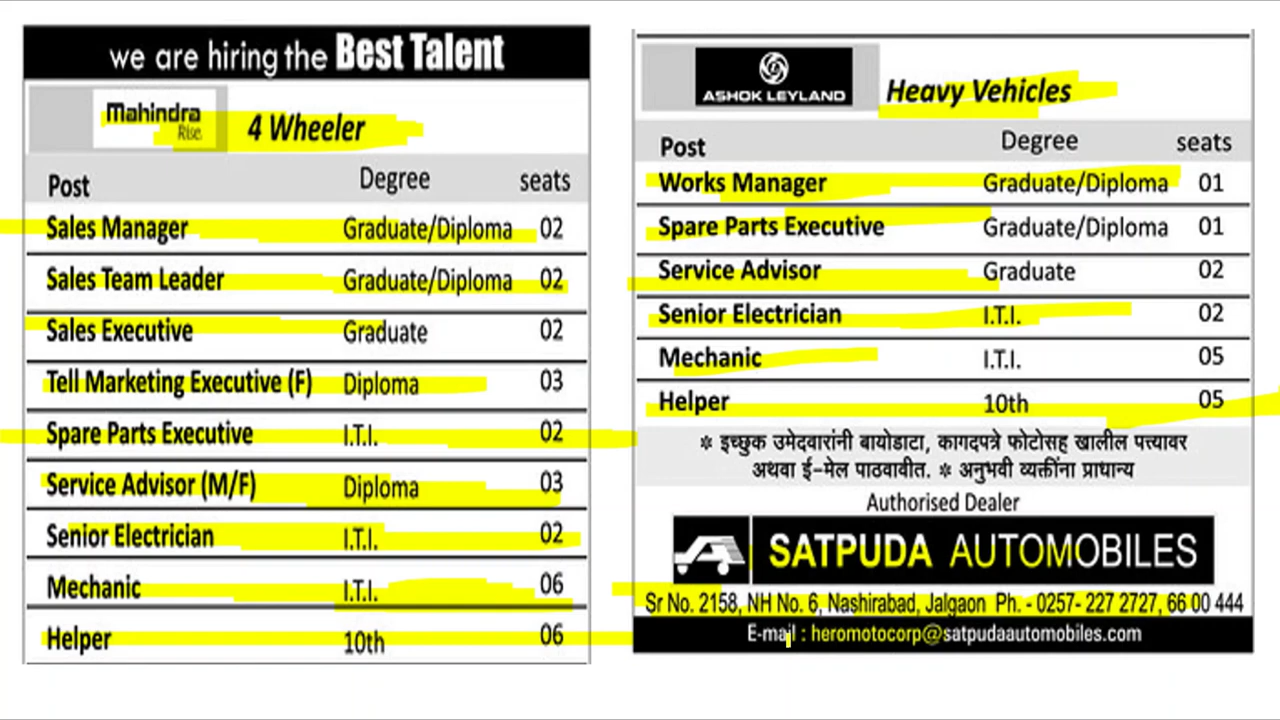 we are hiring the Best Talent
Mahindra
Rise.
4 Wheeler
Post Degree seats
Sales Manager Graduate/Diploma 02
Sales Team Leader Graduate/Diploma 02
Sales Executive Graduate 02
Tell Marketing Executive (F) Diploma 03
Spare Parts Executive I.T.I. 02
Service Advisor (M/F) Diploma 03
Senior Electrician I.T.I. 02
Mechanic I.T.I. 06
Helper 10th 06
ASHOK LEYLAND
Heavy Vehicles
Post Degree seats
Works Manager Graduate/Diploma 01
Spare Parts Executive Graduate/Diploma 01
Service Advisor Graduate 02
Senior Electrician I.T.I. 02
Mechanic I.T.I. 05
Helper 10th 05
* इच्छुक उमेदवारांनी बायोडाटा, कागदपत्रे फोटोसह खालील पत्त्यावर
अथवा ई-मेल पाठवावीत. * अनुभवी व्यक्तींना प्राधान्य
Authorised Dealer
SATPUDA AUTOMOBILES
Sr No. 2158, NH No. 6, Nashirabad, Jalgaon Ph. - 0257- 227 2727, 66 00 444
E-mail : heromotocorp@satpudaautomobiles.com